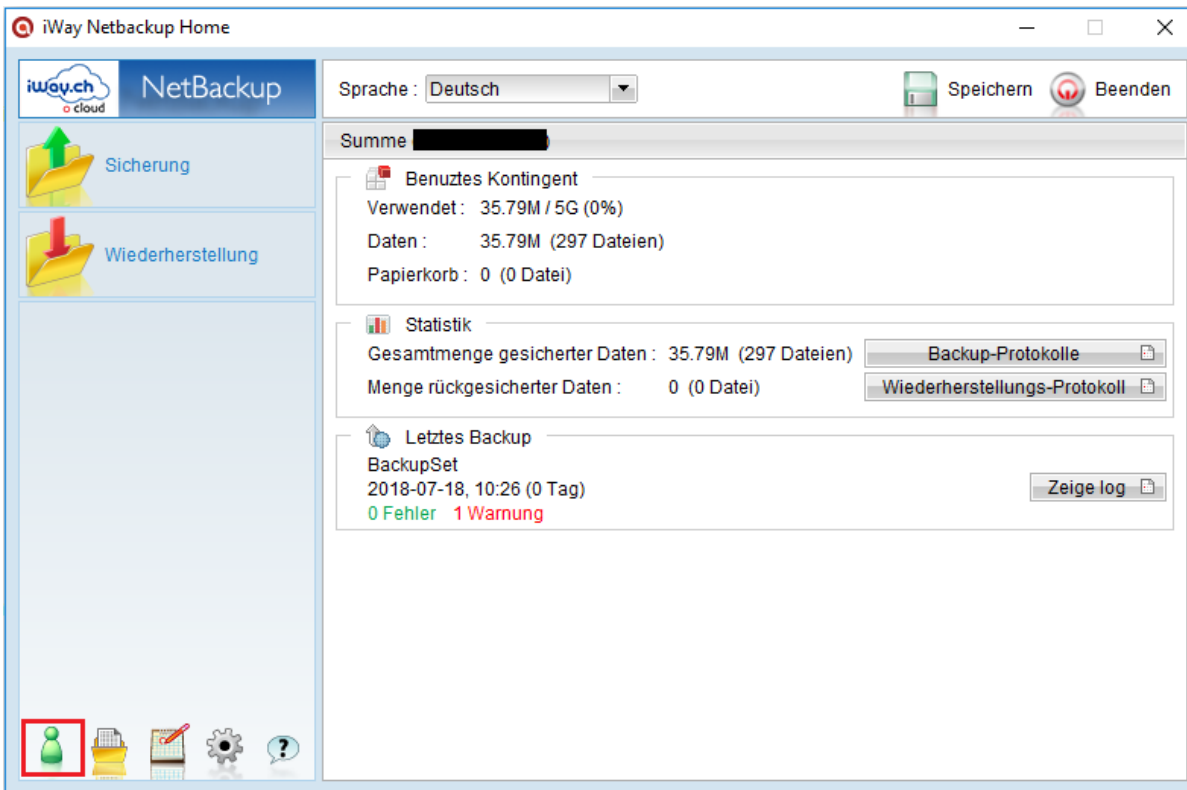 iWay Netbackup Home
iway.ch
cloud
NetBackup
Sicherung
Wiederherstellung
Sprache : Deutsch
Speichern
Beenden
Summe (
)
Benuztes Kontingent
Verwendet : 35.79M / 5G (0%)
Daten : 35.79M (297 Dateien)
Papierkorb : 0 (0 Datei)
Statistik
Gesamtmenge gesicherter Daten : 35.79M (297 Dateien) Backup-Protokolle
Menge rückgesicherter Daten : 0 (0 Datei) Wiederherstellungs-Protokoll
Letztes Backup
BackupSet
2018-07-18, 10:26 (0 Tag) Zeige log
0 Fehler 1 Warnung
?